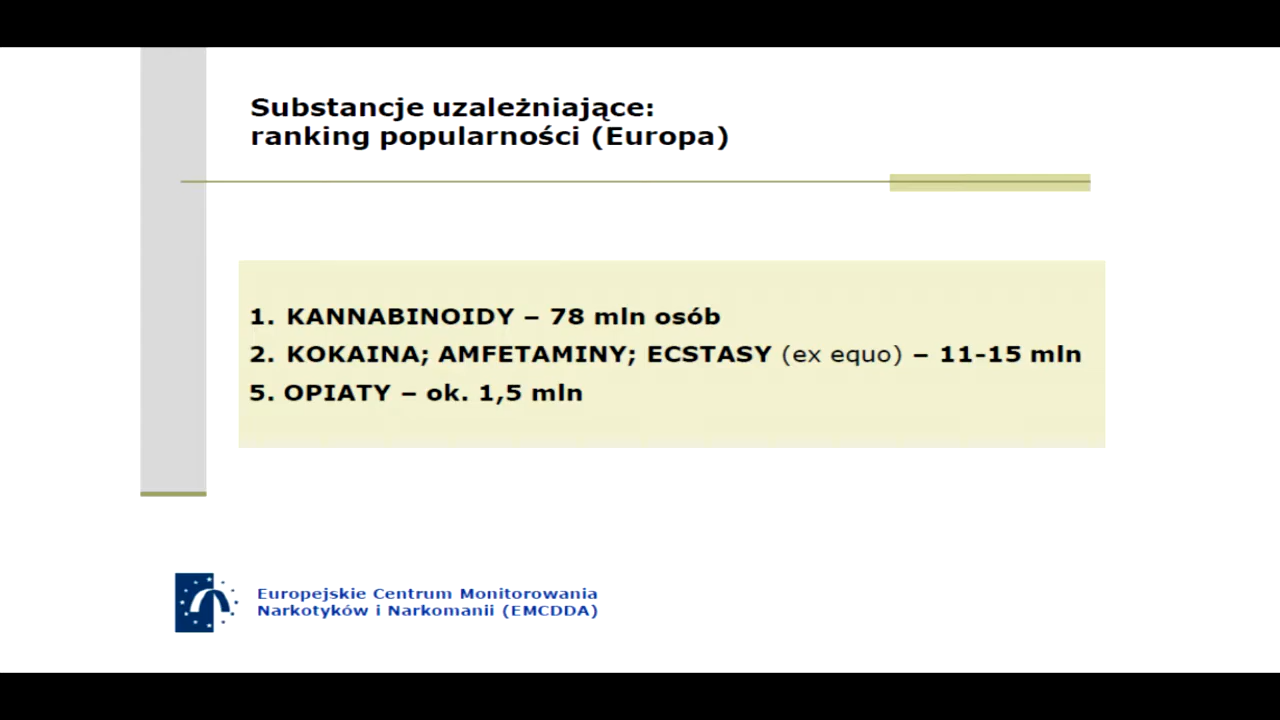 Substancje uzależniające:
ranking popularności (Europa)
1. KANNABINOIDY – 78 mln osób
2. KOKAINA; AMFETAMINY; ECSTASY (ex equo) – 11-15 mln
5. OPIATY – ok. 1,5 mln
Europejskie Centrum Monitorowania
Narkotyków i Narkomanii (EMCDDA)